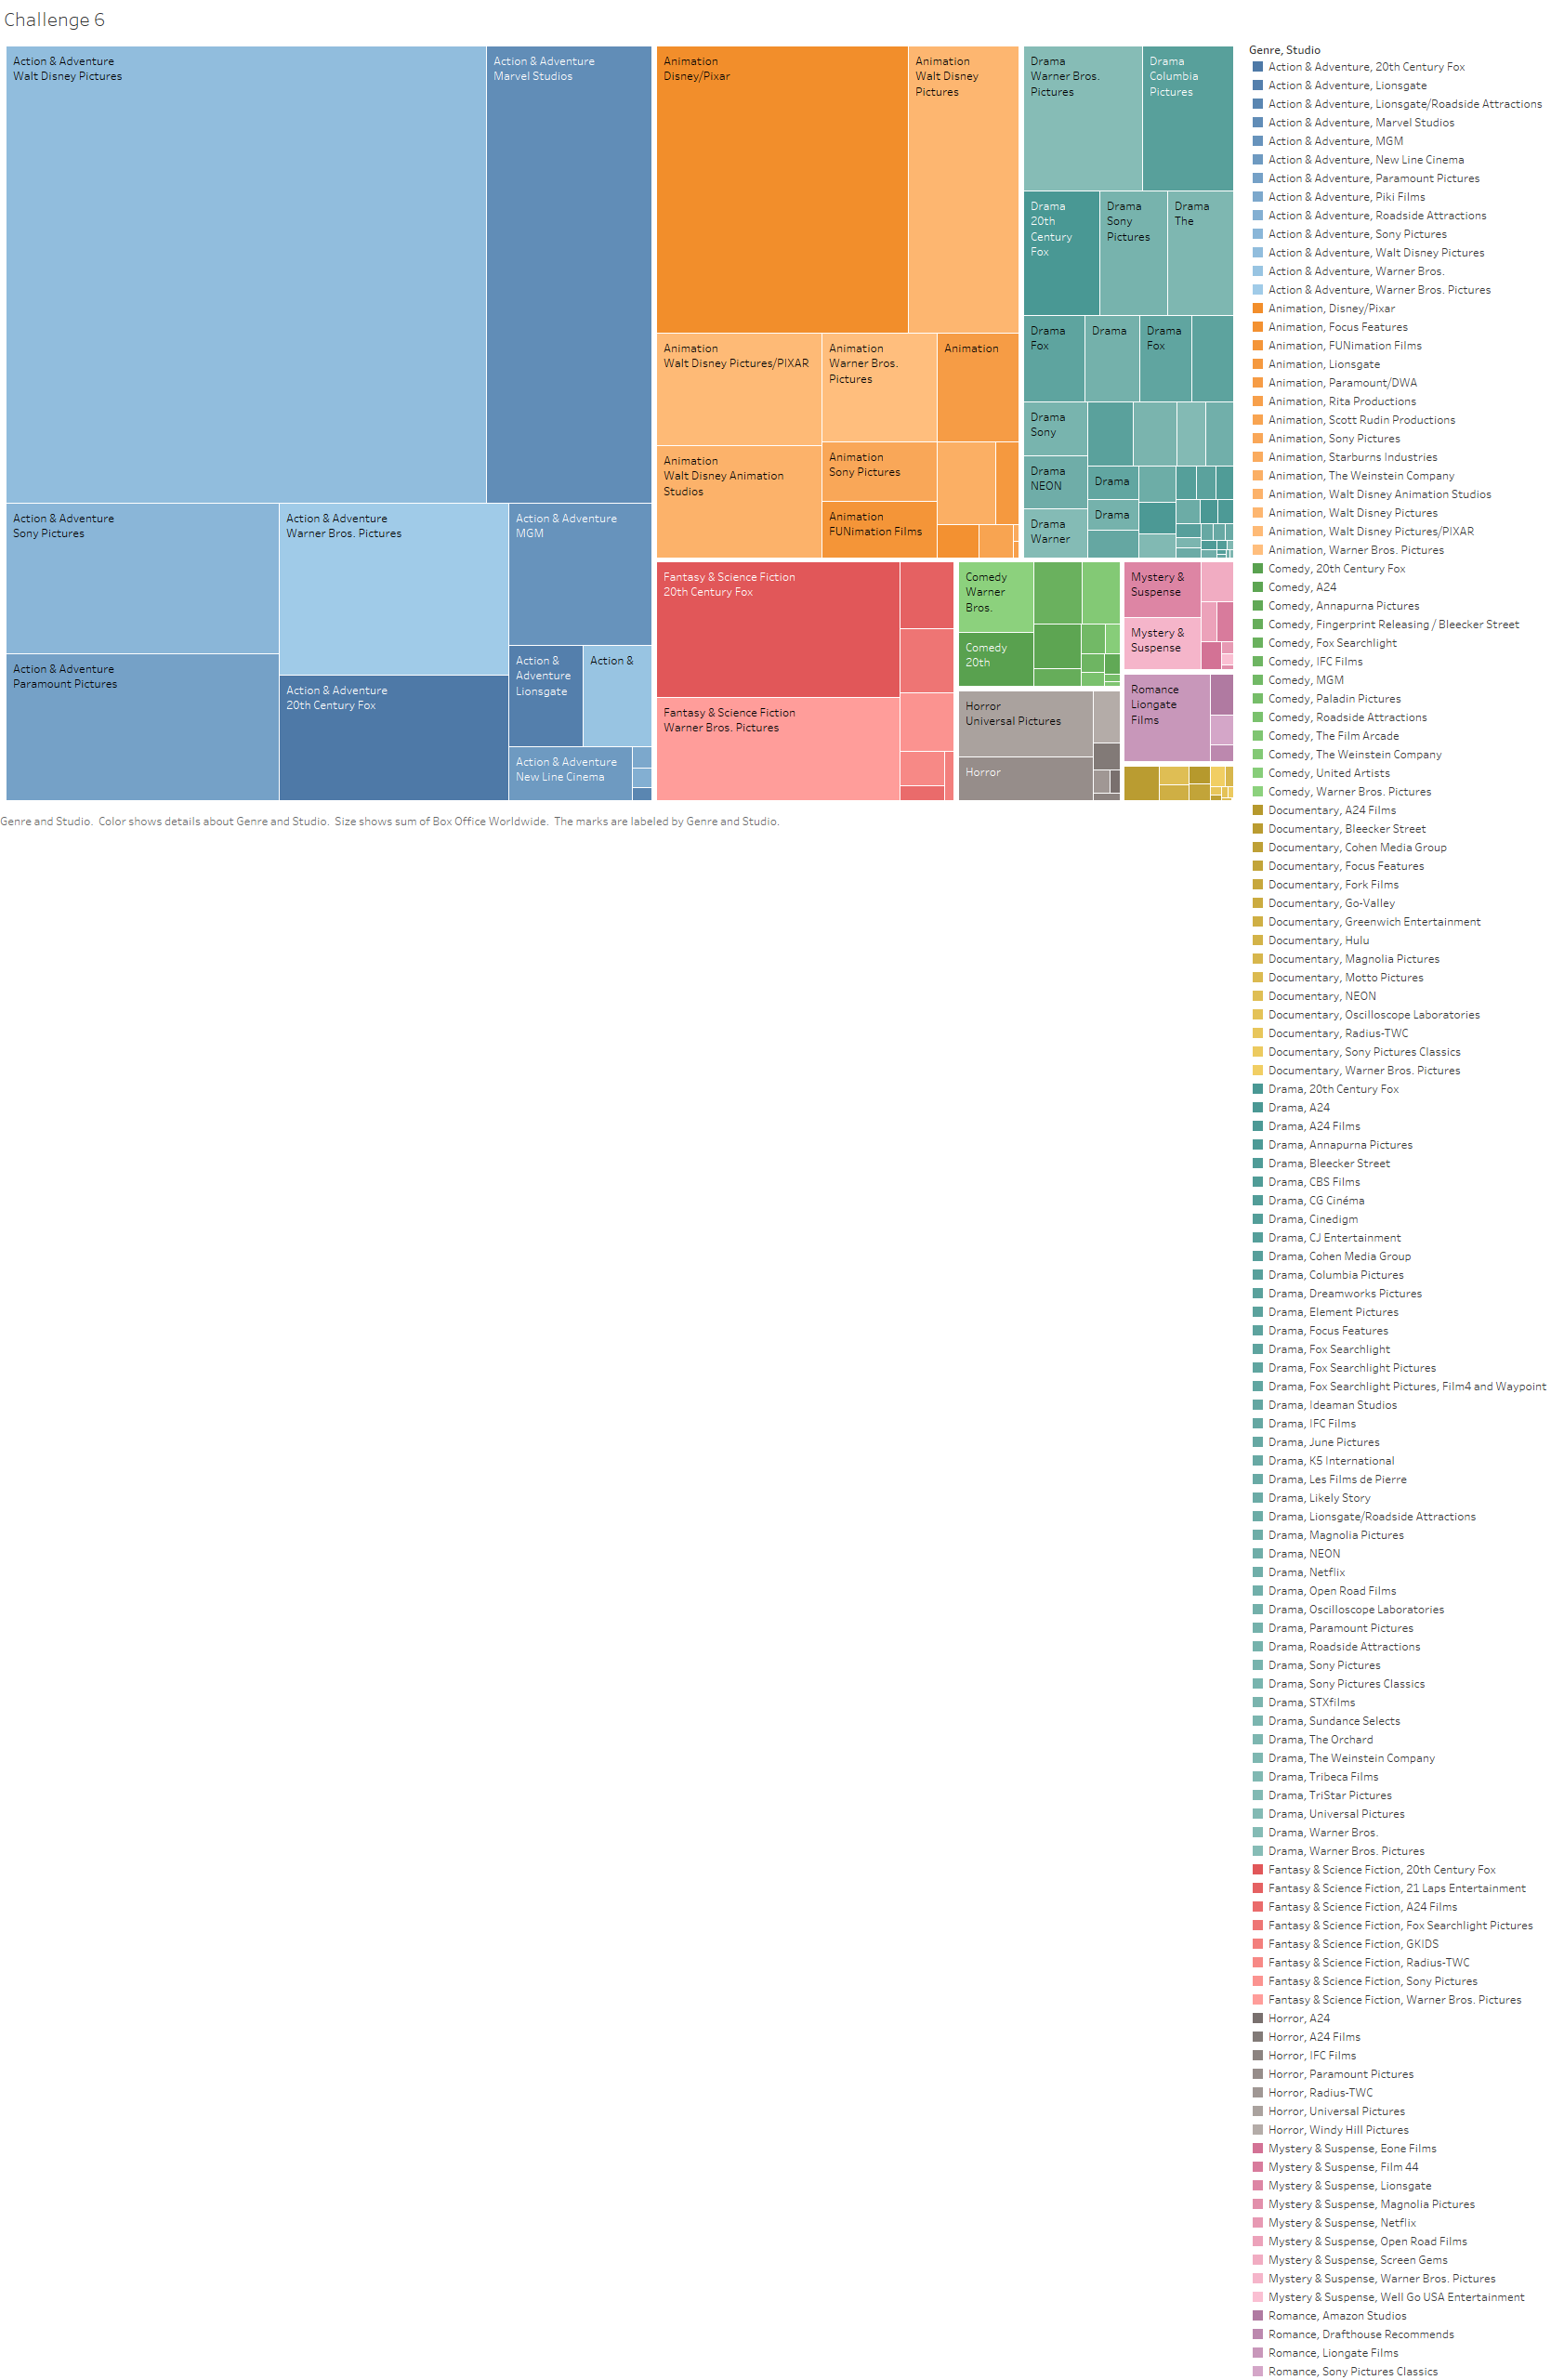 Challenge 6
Action & Adventure
Walt Disney Pictures
Action & Adventure
Marvel Studios
Action & Adventure
Sony Pictures
Action & Adventure
Warner Bros. Pictures
Action & Adventure
MGM
Action & Adventure
Paramount Pictures
Action & Adventure
20th Century Fox
Action &
Adventure
Lionsgate
Action &
Action & Adventure
New Line Cinema
Animation
Disney/Pixar
Animation
Walt Disney
Pictures
Animation
Walt Disney Pictures/PIXAR
Animation
Warner Bros.
Pictures
Animation
Animation
Walt Disney Animation
Studios
Animation
Sony Pictures
Animation
FUNimation Films
Drama
Warner Bros.
Pictures
Drama
Columbia
Pictures
Drama
20th
Century
Fox
Drama
Sony
Pictures
Drama
The
Drama
Fox
Drama
Drama
Fox
Drama
Sony
Drama
NEON
Drama
Drama
Drama
Warner
Fantasy & Science Fiction
20th Century Fox
Fantasy & Science Fiction
Warner Bros. Pictures
Comedy
Warner
Bros.
Comedy
20th
Horror
Universal Pictures
Horror
Mystery &
Suspense
Mystery &
Suspense
Romance
Liongate
Films
Genre and Studio.  Color shows details about Genre and Studio.  Size shows sum of Box Office Worldwide.  The marks are labeled by Genre and Studio.
Genre, Studio
Action & Adventure, 20th Century Fox
Action & Adventure, Lionsgate
Action & Adventure, Lionsgate/Roadside Attractions
Action & Adventure, Marvel Studios
Action & Adventure, MGM
Action & Adventure, New Line Cinema
Action & Adventure, Paramount Pictures
Action & Adventure, Piki Films
Action & Adventure, Roadside Attractions
Action & Adventure, Sony Pictures
Action & Adventure, Walt Disney Pictures
Action & Adventure, Warner Bros.
Action & Adventure, Warner Bros. Pictures
Animation, Disney/Pixar
Animation, Focus Features
Animation, FUNimation Films
Animation, Lionsgate
Animation, Paramount/DWA
Animation, Rita Productions
Animation, Scott Rudin Productions
Animation, Sony Pictures
Animation, Starburns Industries
Animation, The Weinstein Company
Animation, Walt Disney Animation Studios
Animation, Walt Disney Pictures
Animation, Walt Disney Pictures/PIXAR
Animation, Warner Bros. Pictures
Comedy, 20th Century Fox
Comedy, A24
Comedy, Annapurna Pictures
Comedy, Fingerprint Releasing / Bleecker Street
Comedy, Fox Searchlight
Comedy, IFC Films
Comedy, MGM
Comedy, Paladin Pictures
Comedy, Roadside Attractions
Comedy, The Film Arcade
Comedy, The Weinstein Company
Comedy, United Artists
Comedy, Warner Bros. Pictures
Documentary, A24 Films
Documentary, Bleecker Street
Documentary, Cohen Media Group
Documentary, Focus Features
Documentary, Fork Films
Documentary, Go-Valley
Documentary, Greenwich Entertainment
Documentary, Hulu
Documentary, Magnolia Pictures
Documentary, Motto Pictures
Documentary, NEON
Documentary, Oscilloscope Laboratories
Documentary, Radius-TWC
Documentary, Sony Pictures Classics
Documentary, Warner Bros. Pictures
Drama, 20th Century Fox
Drama, A24
Drama, A24 Films
Drama, Annapurna Pictures
Drama, Bleecker Street
Drama, CBS Films
Drama, CG Cinéma
Drama, Cinedigm
Drama, CJ Entertainment
Drama, Cohen Media Group
Drama, Columbia Pictures
Drama, Dreamworks Pictures
Drama, Element Pictures
Drama, Focus Features
Drama, Fox Searchlight
Drama, Fox Searchlight Pictures
Drama, Fox Searchlight Pictures, Film4 and Waypoint
Drama, Ideaman Studios
Drama, IFC Films
Drama, June Pictures
Drama, K5 International
Drama, Les Films de Pierre
Drama, Likely Story
Drama, Lionsgate/Roadside Attractions
Drama, Magnolia Pictures
Drama, NEON
Drama, Netflix
Drama, Open Road Films
Drama, Oscilloscope Laboratories
Drama, Paramount Pictures
Drama, Roadside Attractions
Drama, Sony Pictures
Drama, Sony Pictures Classics
Drama, STXfilms
Drama, Sundance Selects
Drama, The Orchard
Drama, The Weinstein Company
Drama, Tribeca Films
Drama, TriStar Pictures
Drama, Universal Pictures
Drama, Warner Bros.
Drama, Warner Bros. Pictures
Fantasy & Science Fiction, 20th Century Fox
Fantasy & Science Fiction, 21 Laps Entertainment
Fantasy & Science Fiction, A24 Films
Fantasy & Science Fiction, Fox Searchlight Pictures
Fantasy & Science Fiction, GKIDS
Fantasy & Science Fiction, Radius-TWC
Fantasy & Science Fiction, Sony Pictures
Fantasy & Science Fiction, Warner Bros. Pictures
Horror, A24
Horror, A24 Films
Horror, IFC Films
Horror, Paramount Pictures
Horror, Radius-TWC
Horror, Universal Pictures
Horror, Windy Hill Pictures
Mystery & Suspense, Eone Films
Mystery & Suspense, Film 44
Mystery & Suspense, Lionsgate
Mystery & Suspense, Magnolia Pictures
Mystery & Suspense, Netflix
Mystery & Suspense, Open Road Films
Mystery & Suspense, Screen Gems
Mystery & Suspense, Warner Bros. Pictures
Mystery & Suspense, Well Go USA Entertainment
Romance, Amazon Studios
Romance, Drafthouse Recommends
Romance, Liongate Films
Romance, Sony Pictures Classics